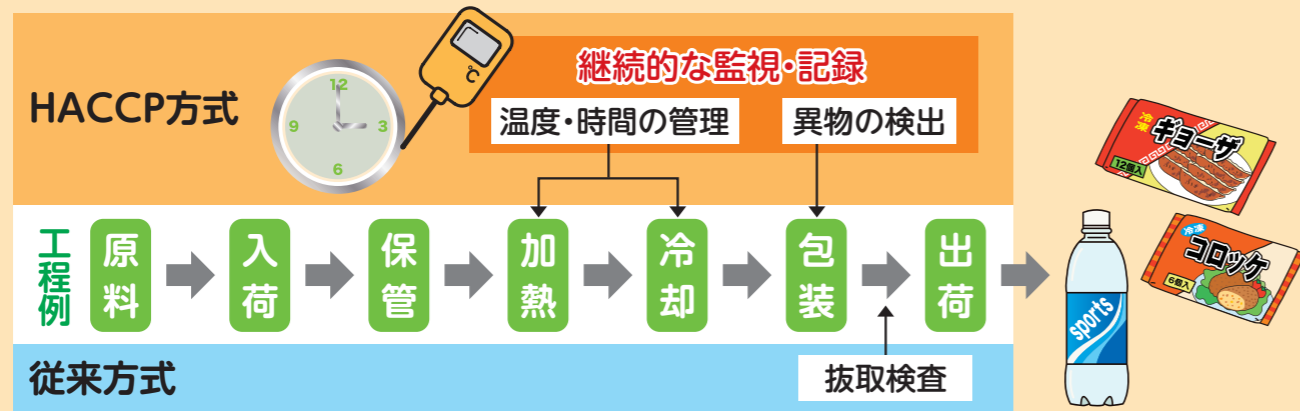 継続的な監視・記録
HACCP方式
温度・時間の管理
異物の検出
12
9
3
6
℃
工程例
原料
入荷
保管
加熱
冷却
包装
出荷
従来方式
抜取検査
冷凍
ギョーザ
12個入
冷凍
コロッケ
6個入
sports